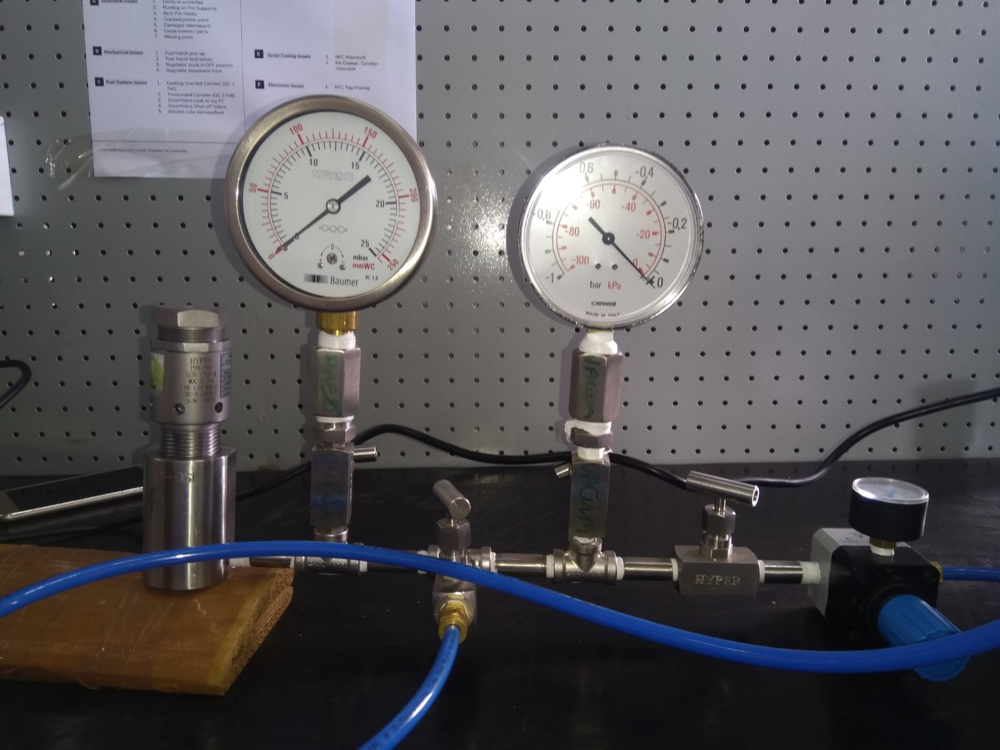 A Structural Issues
1. Dents or scratches
2. Rusting on Pot Supports
3. Bent Pot Holder
4. Cracked plastic parts
5. Damaged labels/paint
6. Loose screws / parts
7. Missing parts
B Mechanical Issues
1. Fuel Hatch pop-up
2. Fuel Hatch lock failure
3. Regulator stuck in OFF position
4. Regulator movement hard
C Fuel System Issues
1. Leaking inverted Canister (QC 1 Fail)
2. Pressurized Canister (QC 2 Fail)
3. SmartValve Leak at top FC
4. SmartValve Shut-off failure
5. Silicone tube damage/leak
E Serial Coding Issues
1. NFC Mismatch
2. Kit-Cooker- Canister
mismatch
F Electronic Issues
1. NFC Tag Missing
Proprietary & Confidential
0 50 100 150 200 250
0 5 10 15 20 25
1727P6162078
0
mbar
mmWC
KL 1.6
Baumer
-1 0,8 0,6 -0,4 -0,2 0
-100 -80 -60 -40 -20 0
bar kPa
cewal
MADE IN ITALY
HYPER
TYPE:PRV
VACUUM
HYPER